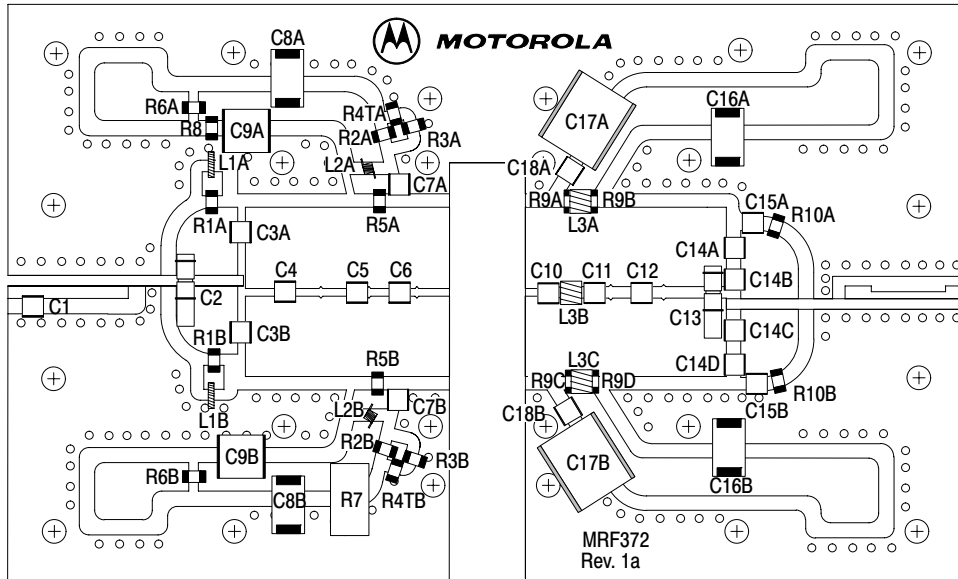 C8A
MOTOROLA
R6A
R8
C9A
R4TA
R2A
R3A
C17A
C16A
L1A
L2A
C7A
C18A
R9A
R9B
L3A
C15A
R10A
R1A
C3A
R5A
C14A
C4
C5
C6
C10
C11
C12
C14B
C1
C2
L3B
C13
C3B
C14C
R1B
R5B
L3C
C14D
R9C
R9D
L1B
L2B
C7B
C18B
C15B
R10B
R2B
R3B
C9B
C17B
R6B
R4TB
C8B
R7
C16B
MRF372
Rev. 1a